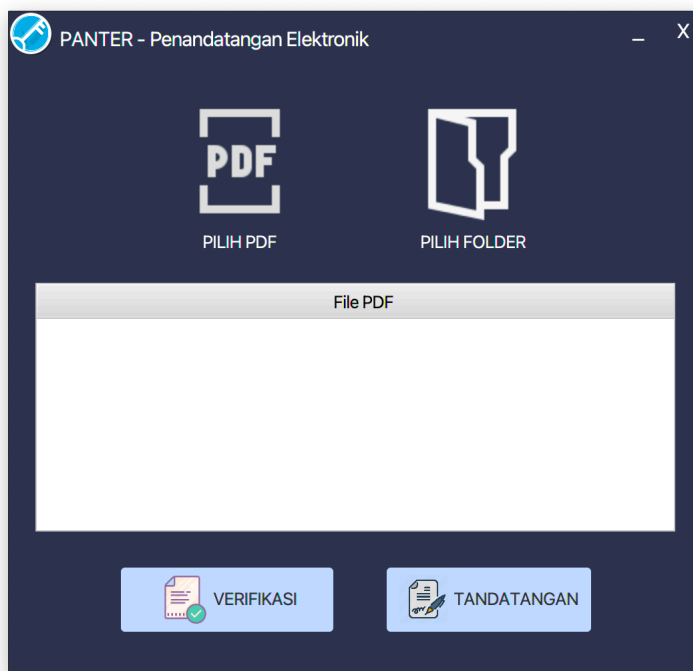 PANTER - Penandatangan Elektronik
_ X
PDF
PILIH PDF
PILIH FOLDER
File PDF
VERIFIKASI
TANDATANGAN